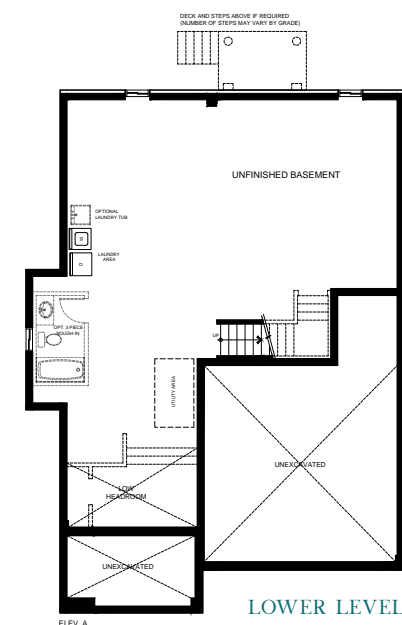 DECK AND STEPS ABOVE IF REQUIRED
(NUMBER OF STEPS MAY VARY BY GRADE)
UNFINISHED BASEMENT
OPTIONAL
LAUNDRY TUB
LAUNDRY
AREA
OPT. 3 PIECE
ROUGH-IN
UP
UTILITY AREA
UNEXCAVATED
LOW
HEADROOM
UNEXCAVATED
LOWER LEVEL
ELEV. A